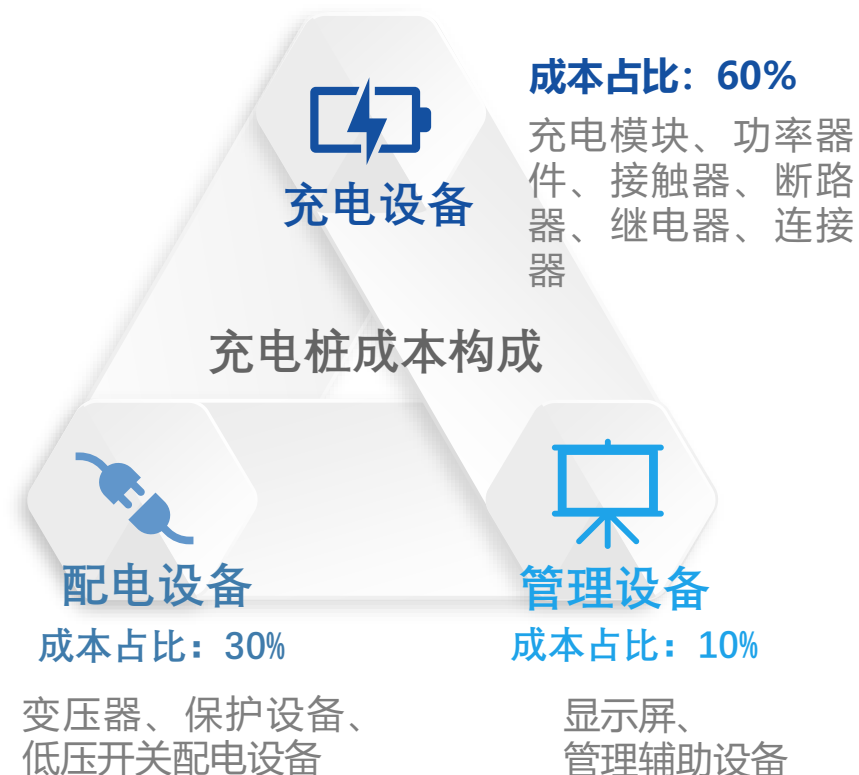 成本占比：60%
充电模块、功率器
件、接触器、断路
器、继电器、连接
器
充电设备
充电桩成本构成
配电设备
成本占比：30%
变压器、保护设备、
低压开关配电设备
管理设备
成本占比：10%
显示屏、
管理辅助设备